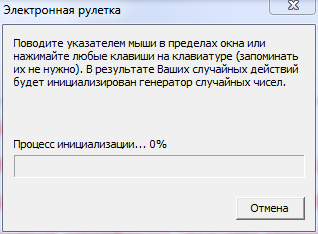 Электронная рулетка
Поводите указателем мыши в пределах окна или
нажимайте любые клавиши на клавиатуре (запоминать
их не нужно). В результате Ваших случайных действий
будет инициализирован генератор случайных чисел.
Процесс инициализации... 0%
Отмена